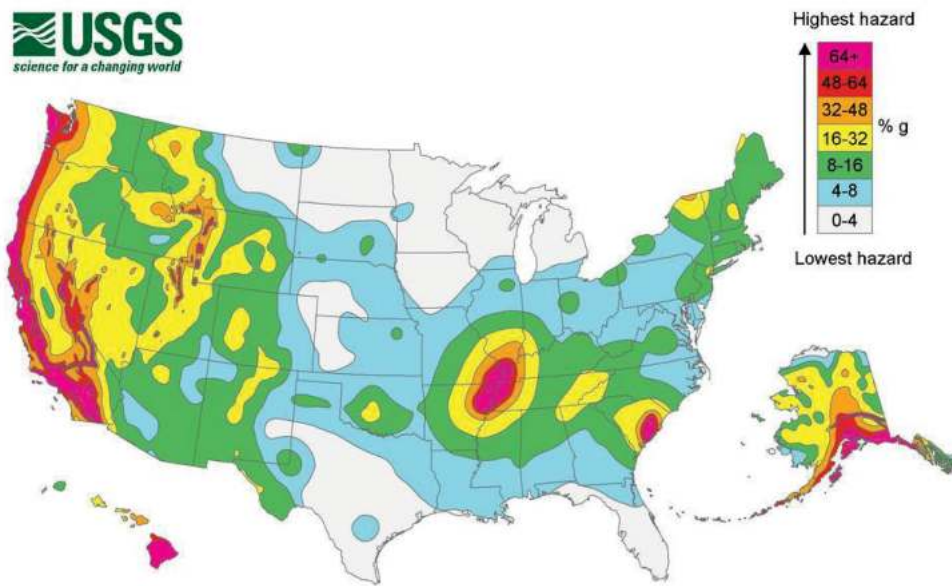 USGS
science for a changing world
Highest hazard
64+
48-64
32-48
16-32
8-16
4-8
0-4
% g
Lowest hazard